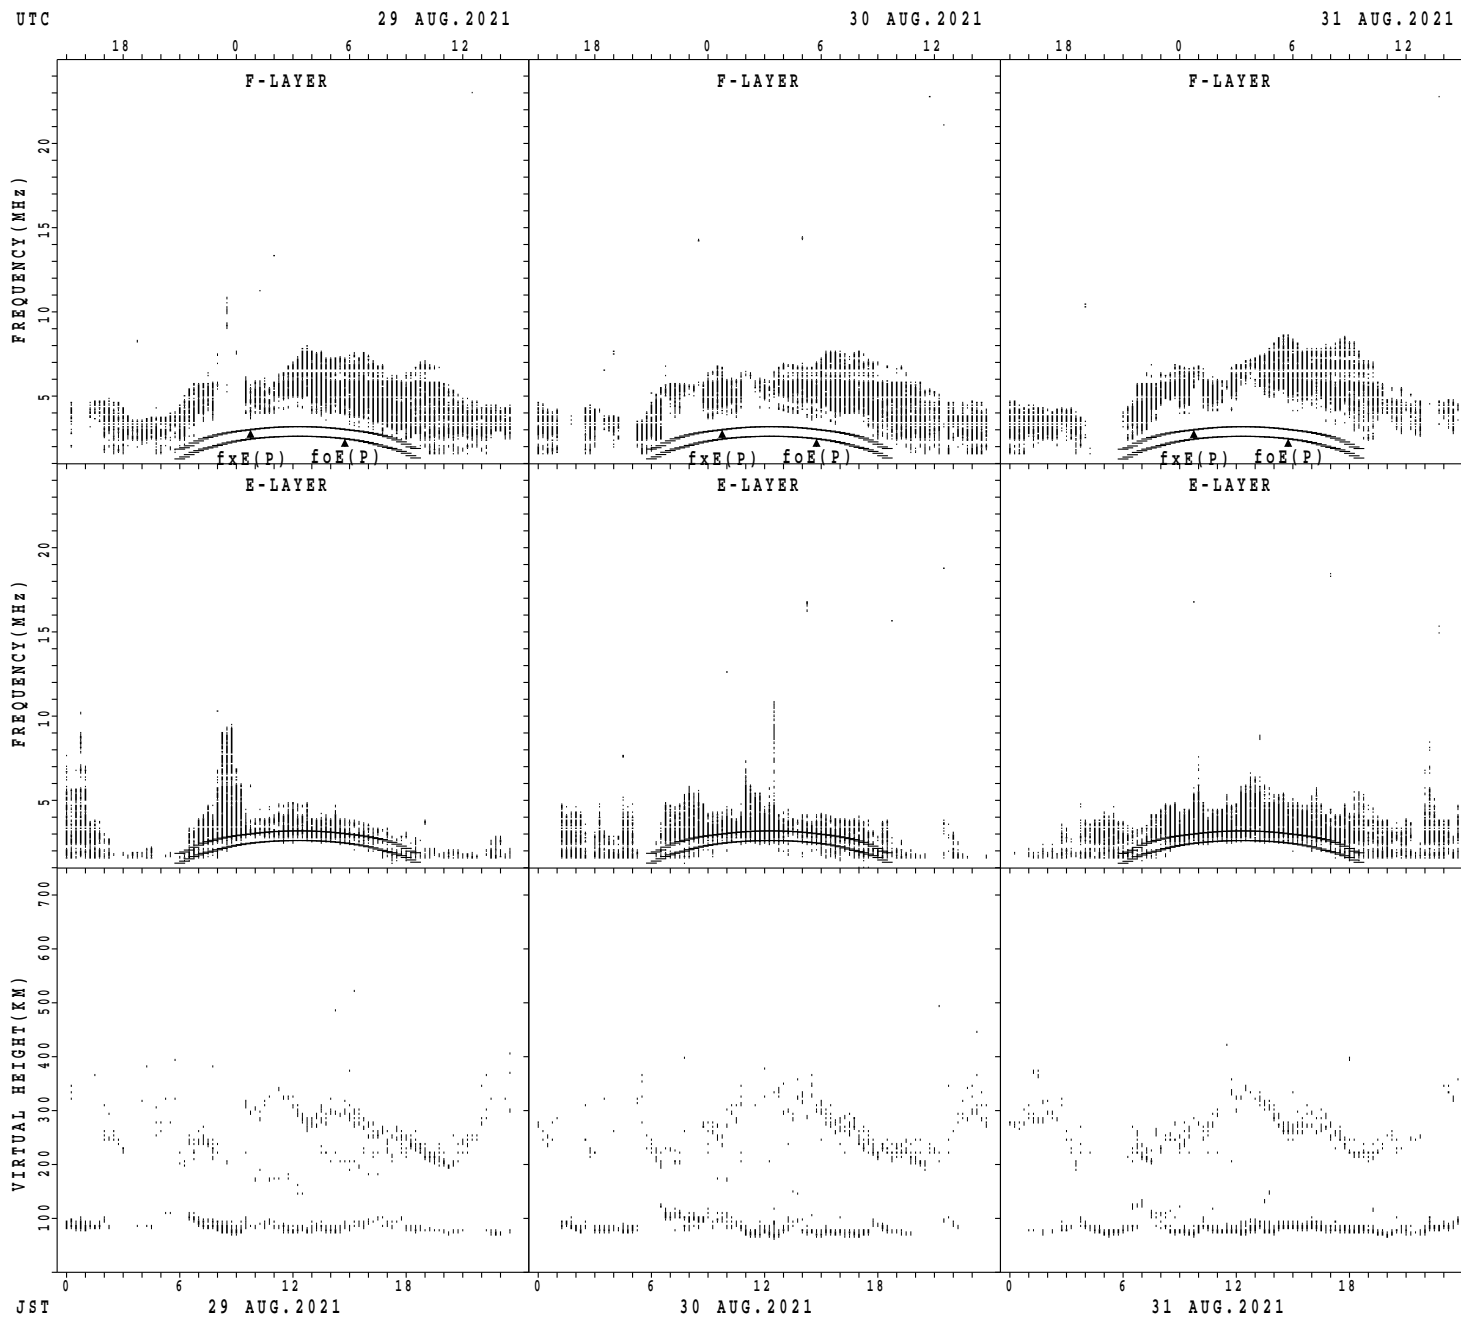 UTC 29 AUG.2021 30 AUG.2021 31 AUG.2021
18 0 6 12 18 0 6 12 18 0 6 12
F-LAYER F-LAYER F-LAYER
FREQUENCY(MHz)
20
15
10
5
fxE(P) foE(P) fxE(P) foE(P) fxE(P) foE(P)
E-LAYER E-LAYER E-LAYER
FREQUENCY(MHz)
20
15
10
5
VIRTUAL HEIGHT(KM)
700
600
500
400
300
200
100
0 6 12 18 0 6 12 18 0 6 12 18
JST 29 AUG.2021 30 AUG.2021 31 AUG.2021